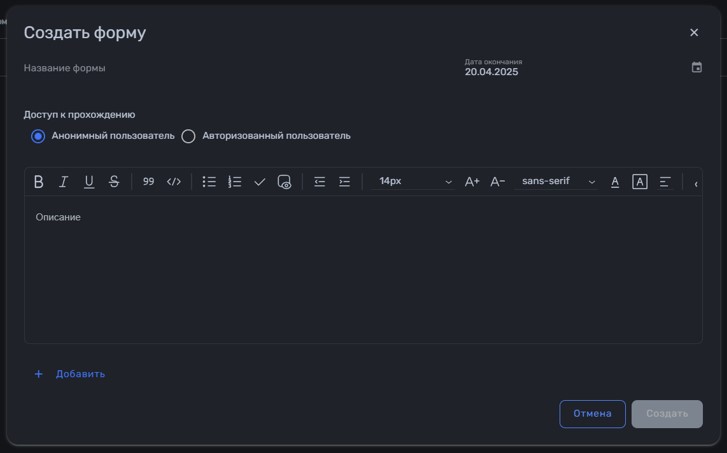 Создать форму
Название формы
Дата окончания
20.04.2025
Доступ к прохождению
Анонимный пользователь Авторизованный пользователь
B I U S 99 </> 14px A+ A- sans-serif A A
Описание
+ Добавить
Отмена Создать